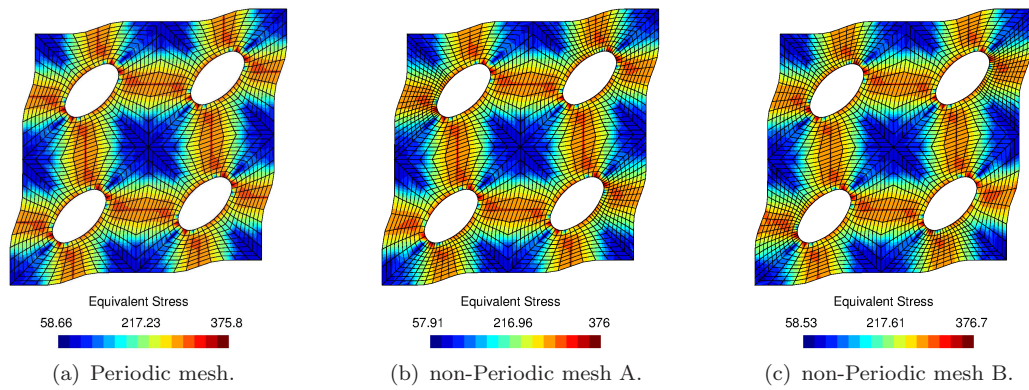 Equivalent Stress
58.66 217.23 375.8
(a) Periodic mesh.
Equivalent Stress
57.91 216.96 376
(b) non-Periodic mesh A.
Equivalent Stress
58.53 217.61 376.7
(c) non-Periodic mesh B.